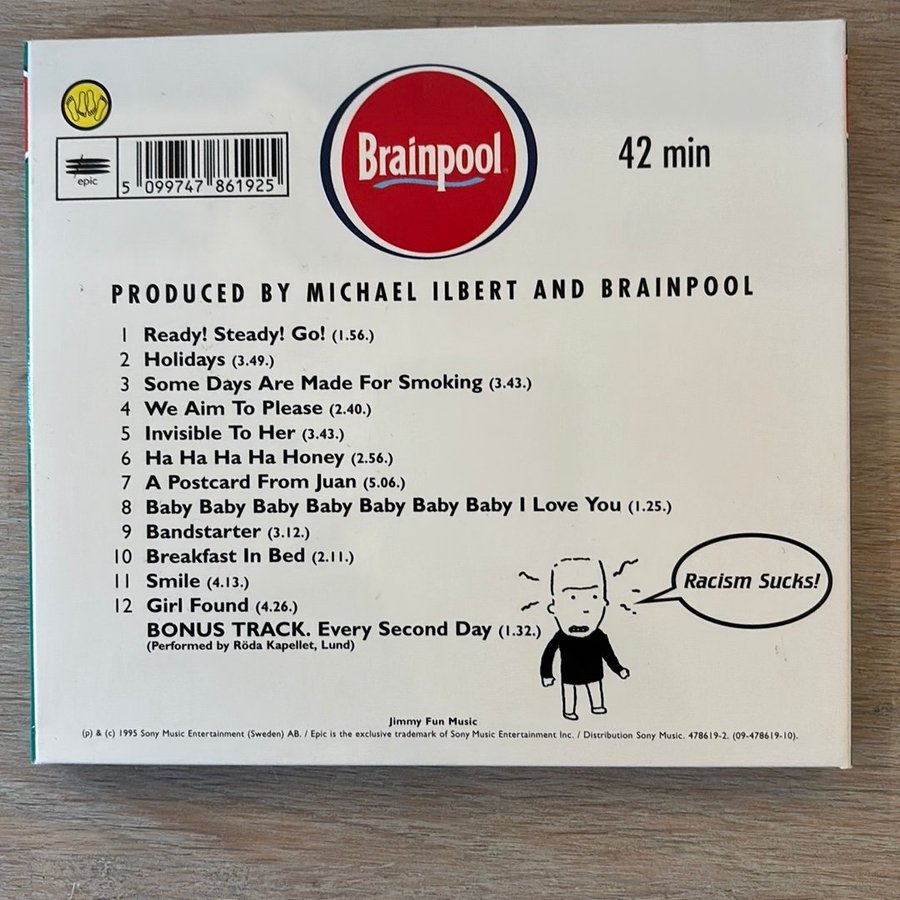 epic
5 099747 861925
Brainpool
42 min
PRODUCED BY MICHAEL ILBERT AND BRAINPOOL
1 Ready! Steady! Go! (1.56.)
2 Holidays (3.49.)
3 Some Days Are Made For Smoking (3.43.)
4 We Aim To Please (2.40.)
5 Invisible To Her (3.43.)
6 Ha Ha Ha Ha Honey (2.56.)
7 A Postcard From Juan (5.06.)
8 Baby Baby Baby Baby Baby Baby Baby I Love You (1.25.)
9 Bandstarter (3.12.)
10 Breakfast In Bed (2.11.)
11 Smile (4.13.)
12 Girl Found (4.26.)
BONUS TRACK. Every Second Day (1.32.)
(Performed by Röda Kapellet, Lund)
Racism Sucks!
Jimmy Fun Music
(p) & (c) 1995 Sony Music Entertainment (Sweden) AB. / Epic is the exclusive trademark of Sony Music Entertainment Inc. / Distribution Sony Music. 478619-2. (09-478619-10).